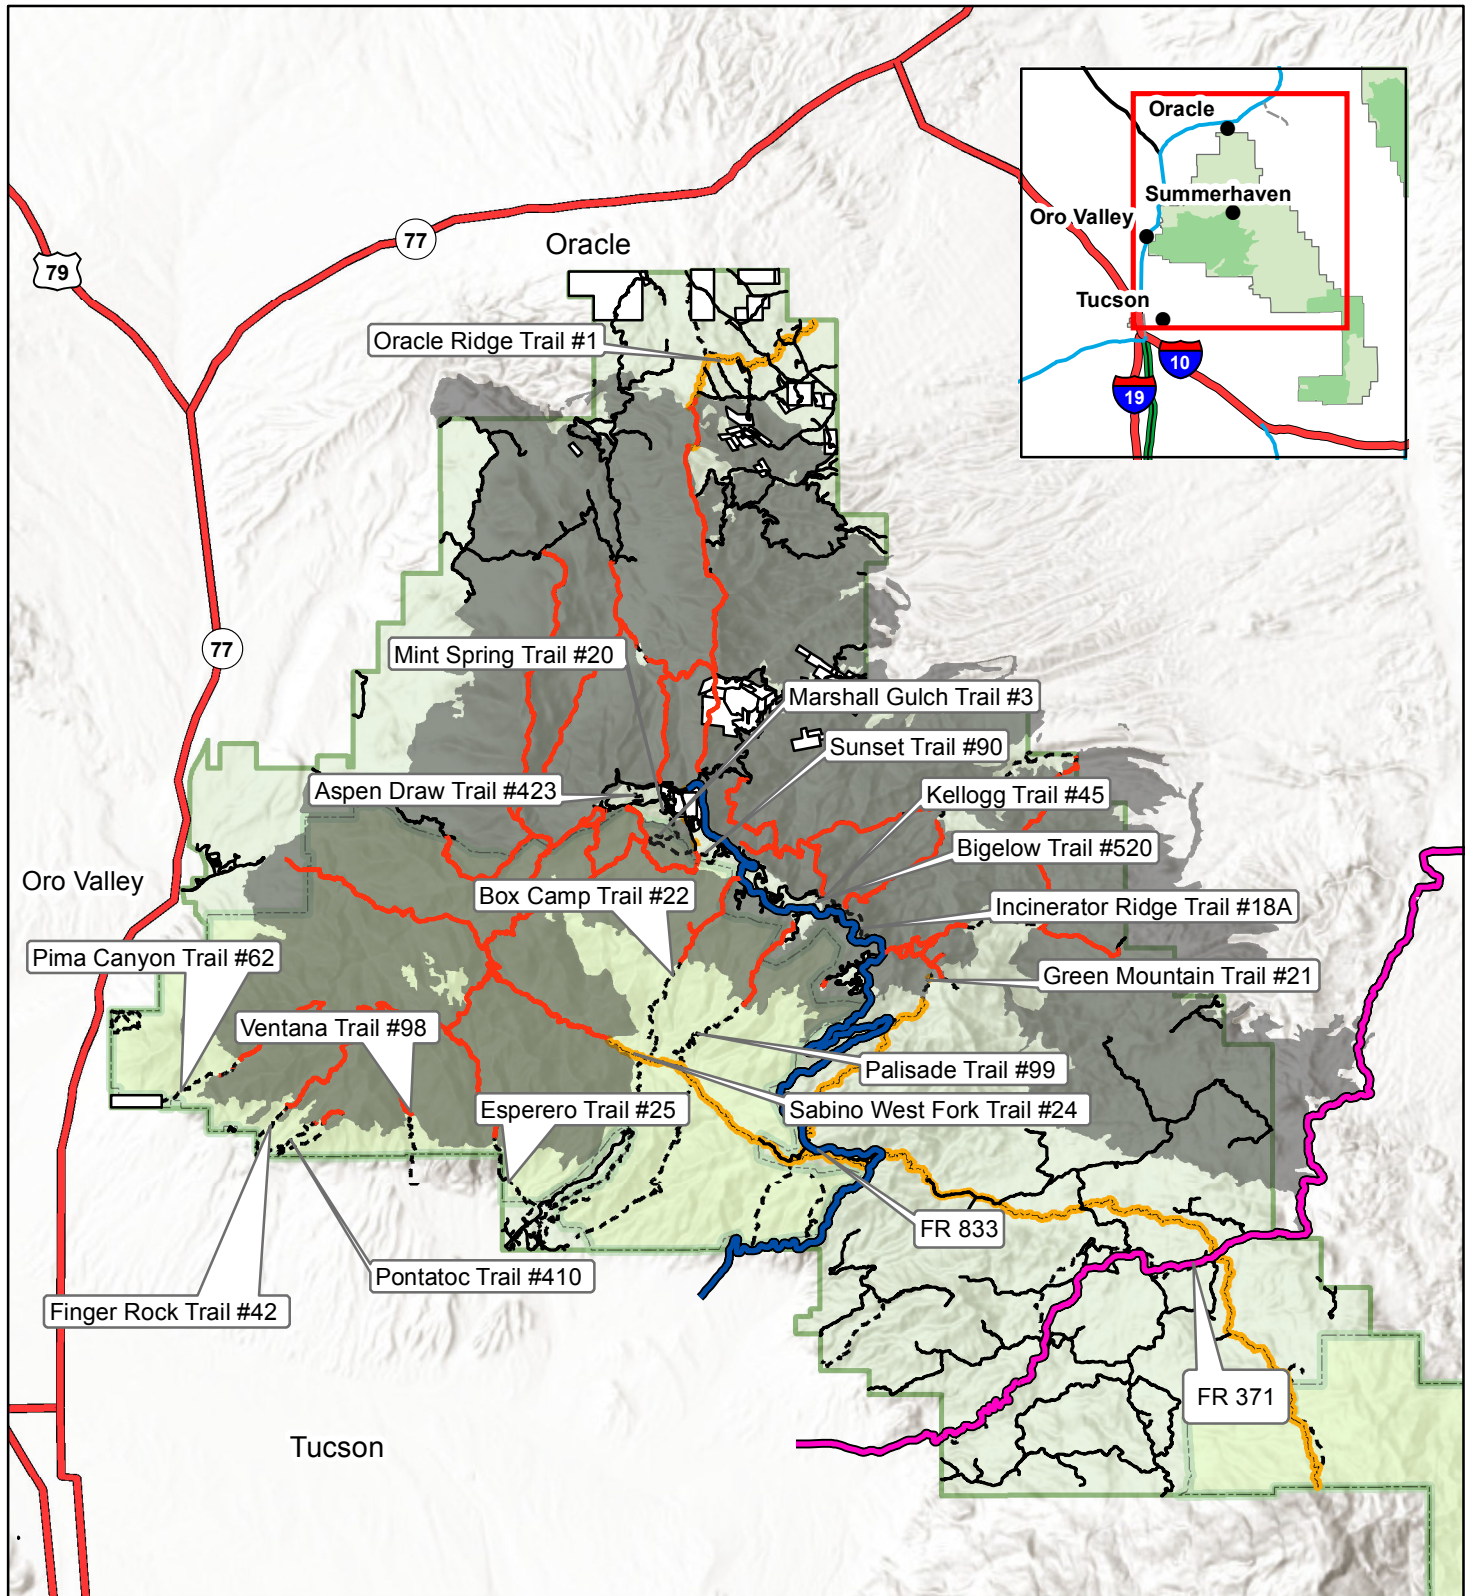 Oracle
Summerhaven
Oro Valley
Tucson
10
19
77
79
Oracle
Oracle Ridge Trail #1
77
Mint Spring Trail #20
Marshall Gulch Trail #3
Sunset Trail #90
Aspen Draw Trail #423
Kellogg Trail #45
Bigelow Trail #520
Oro Valley
Box Camp Trail #22
Incinerator Ridge Trail #18A
Pima Canyon Trail #62
Green Mountain Trail #21
Ventana Trail #98
Palisade Trail #99
Esperero Trail #25
Sabino West Fork Trail #24
FR 833
Pontatoc Trail #410
Finger Rock Trail #42
FR 371
Tucson